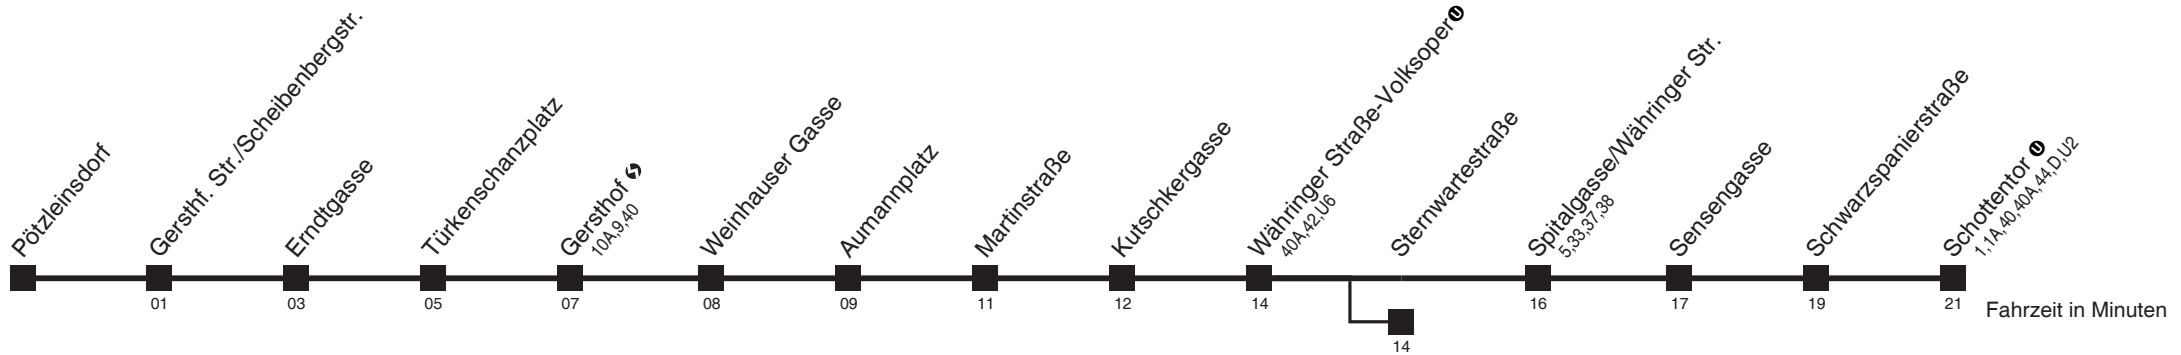 Pötzleinsdorf
Gersthf. Str./Scheibenbergstr.
Erndtgasse
Türkenschanzplatz
Gersthof
10A,9,40
Weinhauser Gasse
Aumannplatz
Martinstraße
Kutschkergasse
Währinger Straße-Volksoper U
40A,42,U6
Sternwartestraße
Spitalgasse/Währinger Str.
5,33,37,38
Sensengasse
Schwarzspanierstraße
Schottentor U
1,1A,40,40A,44,D,U2
01 03 05 07 08 09 11 12 14 16 17 19 21 Fahrzeit in Minuten
14